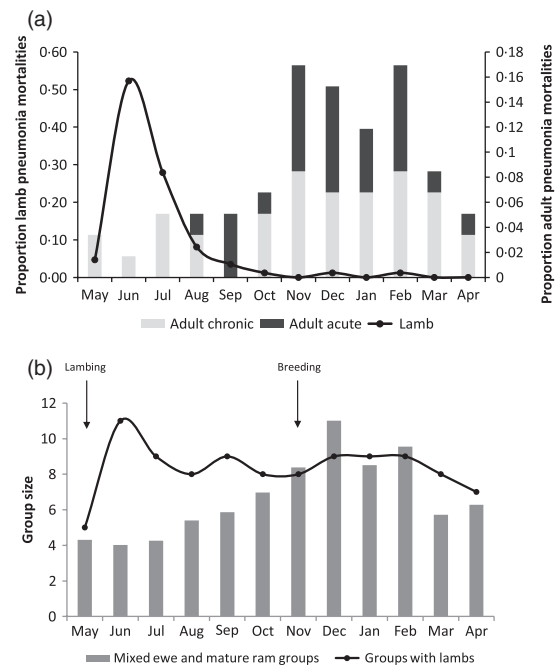 (a)
Proportion lamb pneumonia mortalities
0·60
0·50
0·40
0·30
0·20
0·10
0·00
0·18
0·16
0·14
0·12
0·1
0·08
0·06
0·04
0·02
0
Proportion adult pneumonia mortalities
May Jun Jul Aug Sep Oct Nov Dec Jan Feb Mar Apr
Adult chronic Adult acute Lamb
(b)
Lambing Breeding
Group size
12
10
8
6
4
2
0
May Jun Jul Aug Sep Oct Nov Dec Jan Feb Mar Apr
Mixed ewe and mature ram groups Groups with lambs